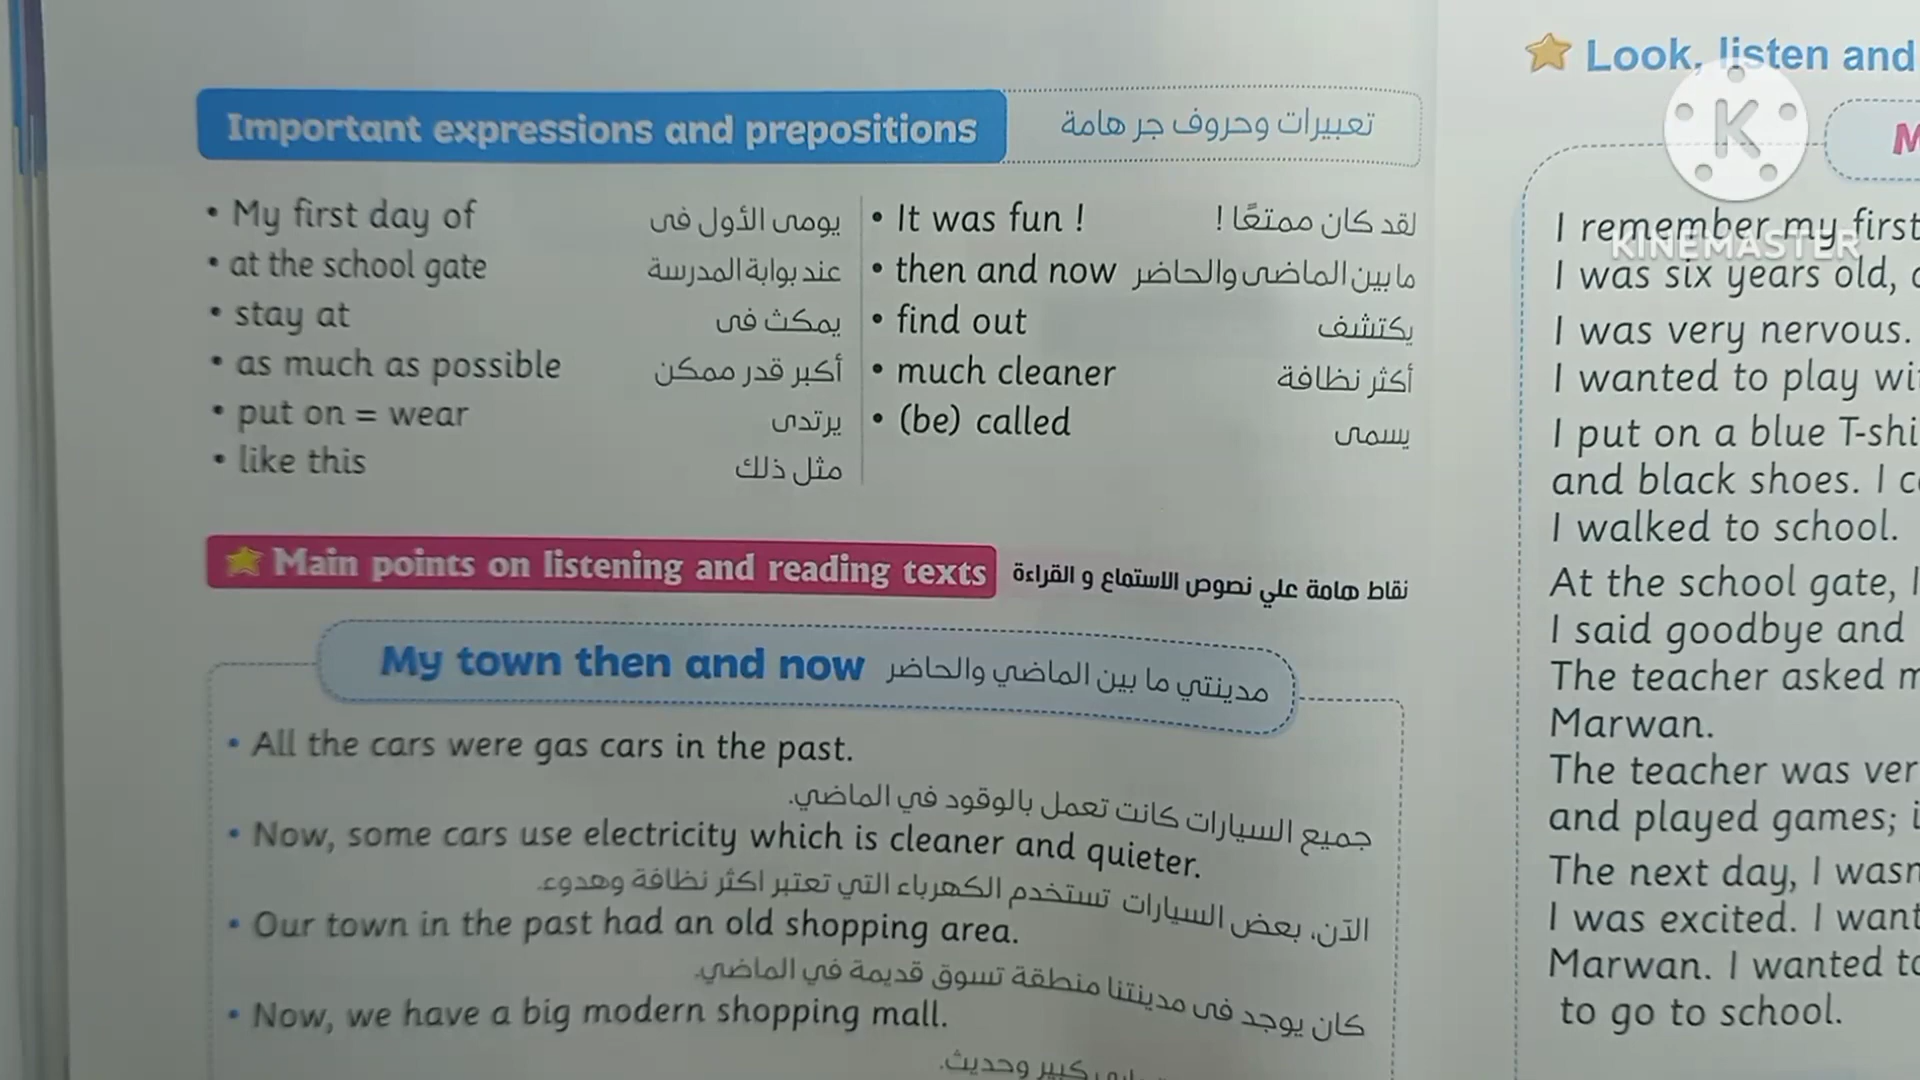 Important expressions and prepositions تعبيرات وحروف جر هامة
• My first day of يومى الأول فى
• at the school gate عند بوابة المدرسة
• stay at يمكث فى
• as much as possible أكبر قدر ممكن
• put on = wear يرتدى
• like this مثل ذلك
• It was fun ! لقد كان ممتعًا !
• then and now ما بين الماضى والحاضر
• find out يكتشف
• much cleaner أكثر نظافة
• (be) called يسمى
Main points on listening and reading texts نقاط هامة علي نصوص الاستماع و القراءة
My town then and now مدينتي ما بين الماضي والحاضر
• All the cars were gas cars in the past.
جميع السيارات كانت تعمل بالوقود في الماضي.
• Now, some cars use electricity which is cleaner and quieter.
الآن، بعض السيارات تستخدم الكهرباء التي تعتبر اكثر نظافة وهدوء.
• Our town in the past had an old shopping area.
كان يوجد فى مدينتنا منطقة تسوق قديمة في الماضي.
• Now, we have a big modern shopping mall.
كبير وحديث.
Look, listen and
K
KINEMASTER
I remember my first
I was six years old,
I was very nervous.
I wanted to play
I put on a blue
and black shoes. I
I walked to school.
At the school gate, I
I said goodbye and
The teacher asked
Marwan.
The teacher was
and played games;
The next day, I
I was excited. I
Marwan. I wanted
to go to school.